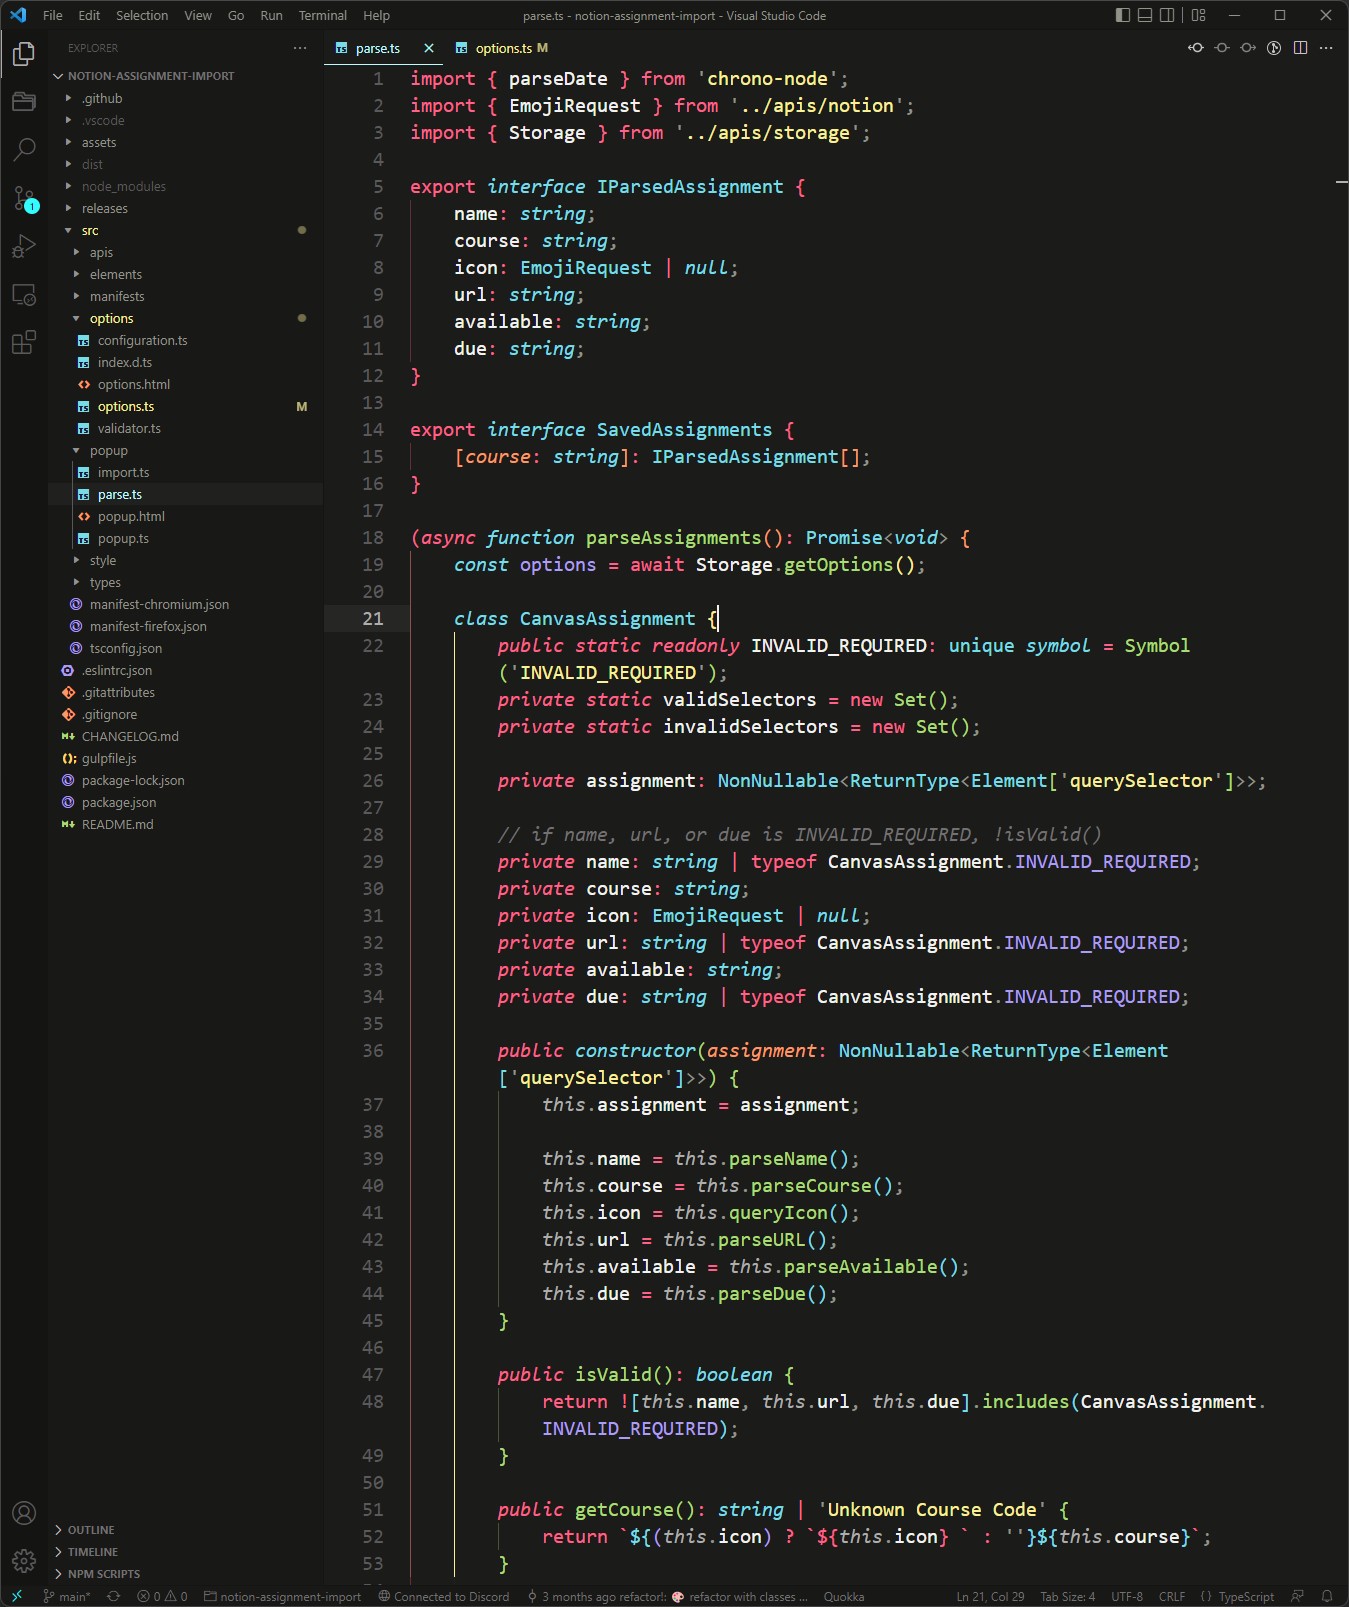 File Edit Selection View Go Run Terminal Help
parse.ts - notion-assignment-import - Visual Studio Code
EXPLORER
NOTION-ASSIGNMENT-IMPORT
.github
.vscode
assets
dist
node_modules
releases
src
apis
elements
manifests
options
configuration.ts
index.d.ts
options.html
options.ts M
validator.ts
popup
import.ts
parse.ts
popup.html
popup.ts
style
types
manifest-chromium.json
manifest-firefox.json
tsconfig.json
.eslintrc.json
.gitattributes
.gitignore
CHANGELOG.md
gulpfile.js
package-lock.json
package.json
README.md
OUTLINE
TIMELINE
NPM SCRIPTS
1
parse.ts options.ts M
1 import { parseDate } from 'chrono-node';
2 import { EmojiRequest } from '../apis/notion';
3 import { Storage } from '../apis/storage';
4
5 export interface IParsedAssignment {
6 name: string;
7 course: string;
8 icon: EmojiRequest | null;
9 url: string;
10 available: string;
11 due: string;
12 }
13
14 export interface SavedAssignments {
15 [course: string]: IParsedAssignment[];
16 }
17
18 (async function parseAssignments(): Promise<void> {
19 const options = await Storage.getOptions();
20
21 class CanvasAssignment {
22 public static readonly INVALID_REQUIRED: unique symbol = Symbol
('INVALID_REQUIRED');
23 private static validSelectors = new Set();
24 private static invalidSelectors = new Set();
25
26 private assignment: NonNullable<ReturnType<Element['querySelector']>>;
27
28 // if name, url, or due is INVALID_REQUIRED, !isValid()
29 private name: string | typeof CanvasAssignment.INVALID_REQUIRED;
30 private course: string;
31 private icon: EmojiRequest | null;
32 private url: string | typeof CanvasAssignment.INVALID_REQUIRED;
33 private available: string;
34 private due: string | typeof CanvasAssignment.INVALID_REQUIRED;
35
36 public constructor(assignment: NonNullable<ReturnType<Element
['querySelector']>>) {
37 this.assignment = assignment;
38
39 this.name = this.parseName();
40 this.course = this.parseCourse();
41 this.icon = this.queryIcon();
42 this.url = this.parseURL();
43 this.available = this.parseAvailable();
44 this.due = this.parseDue();
45 }
46
47 public isValid(): boolean {
48 return ![this.name, this.url, this.due].includes(CanvasAssignment.
INVALID_REQUIRED);
49 }
50
51 public getCourse(): string | 'Unknown Course Code' {
52 return `${(this.icon) ? `${this.icon} ` : ''}${this.course}`;
53 }
main* 0 0 notion-assignment-import Connected to Discord 3 months ago refactor!: 🎨 refactor with classes ... Quokka Ln 21, Col 29 Tab Size: 4 UTF-8 CRLF { } TypeScript